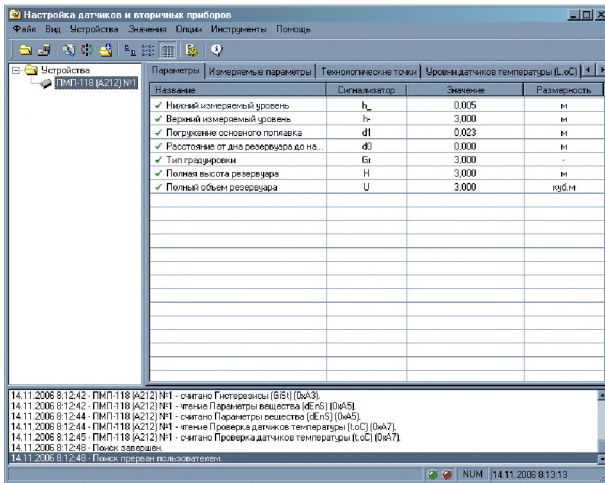 Настройка датчиков и вторичных приборов
Файл Вид Устройства Значения Опции Инструменты Помощь
Устройства
ПМП-118 (A212) №1
Параметры Измеряемые параметры Технологические точки Уровни датчиков температуры (L.oC)
Название Сигнализатор Значение Размерность
Нижний измеряемый уровень h_ 0,005 м
Верхний измеряемый уровень h- 3,000 м
Погружение основного поплавка d1 0,023 м
Расстояние от дна резервуара до на... d0 0,000 м
Тип градуировки Gr 3,000 -
Полная высота резервуара H 3,000 м
Полный объем резервуара U 3,000 куб.м
14.11.2006 8:12:42 - ПМП-118 (A212) №1 - считано Гистерезисы (GiSt) (0xA3).
14.11.2006 8:12:42 - ПМП-118 (A212) №1 - чтение Параметры вещества (dEnS) (0xA5).
14.11.2006 8:12:44 - ПМП-118 (A212) №1 - считано Параметры вещества (dEnS) (0xA5).
14.11.2006 8:12:44 - ПМП-118 (A212) №1 - чтение Проверка датчиков температуры (t.oC) (0xA7).
14.11.2006 8:12:45 - ПМП-118 (A212) №1 - считано Проверка датчиков температуры (t.oC) (0xA7).
14.11.2006 8:12:48 - Поиск завершен.
14.11.2006 8:12:48 - Поиск прерван пользователем.
NUM 14.11.2006 8:13:13